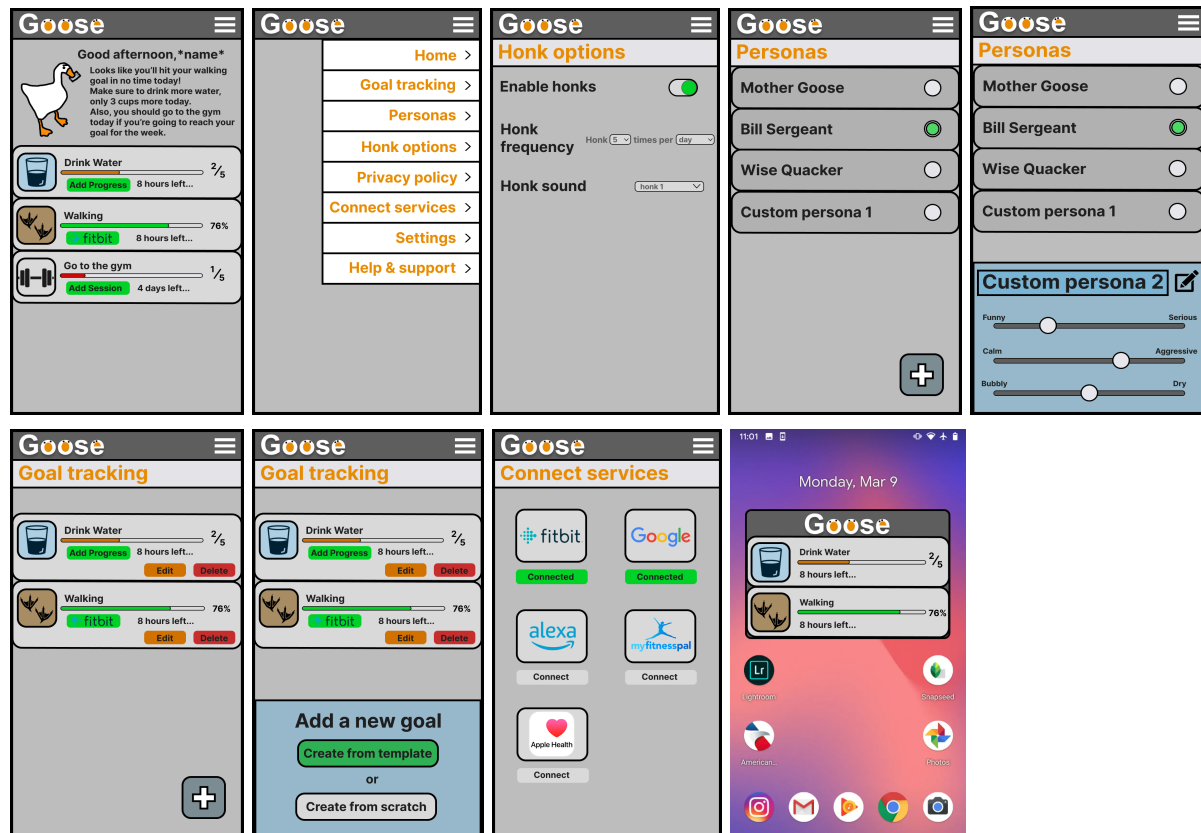 Goose
Good afternoon,*name*
Looks like you'll hit your walking
goal in no time today!
Make sure to drink more water,
only 3 cups more today.
Also, you should go to the gym
today if you're going to reach your
goal for the week.
Drink Water
2/5
Add Progress
8 hours left...
Walking
76%
fitbit
8 hours left...
Go to the gym
1/5
Add Session
4 days left...
Goose
Home >
Goal tracking >
Personas >
Honk options >
Privacy policy >
Connect services >
Settings >
Help & support >
Goose
Honk options
Enable honks
Honk
frequency
Honk 5 times per day
Honk sound
honk 1
Goose
Personas
Mother Goose
Bill Sergeant
Wise Quacker
Custom persona 1
Goose
Personas
Mother Goose
Bill Sergeant
Wise Quacker
Custom persona 1
Custom persona 2
Funny
Serious
Calm
Aggressive
Bubbly
Dry
Goose
Goal tracking
Drink Water
2/5
Add Progress
8 hours left...
Edit
Delete
Walking
76%
fitbit
8 hours left...
Edit
Delete
Goose
Goal tracking
Drink Water
2/5
Add Progress
8 hours left...
Edit
Delete
Walking
76%
fitbit
8 hours left...
Edit
Delete
Add a new goal
Create from template
or
Create from scratch
Goose
Connect services
fitbit
Connected
Google
Connected
alexa
Connect
myfitnesspal
Connect
Apple Health
Connect
11:01
Monday, Mar 9
Goose
Drink Water
2/5
8 hours left...
Walking
76%
8 hours left...
Lr
Lightroom
Snapseed
American...
Photos